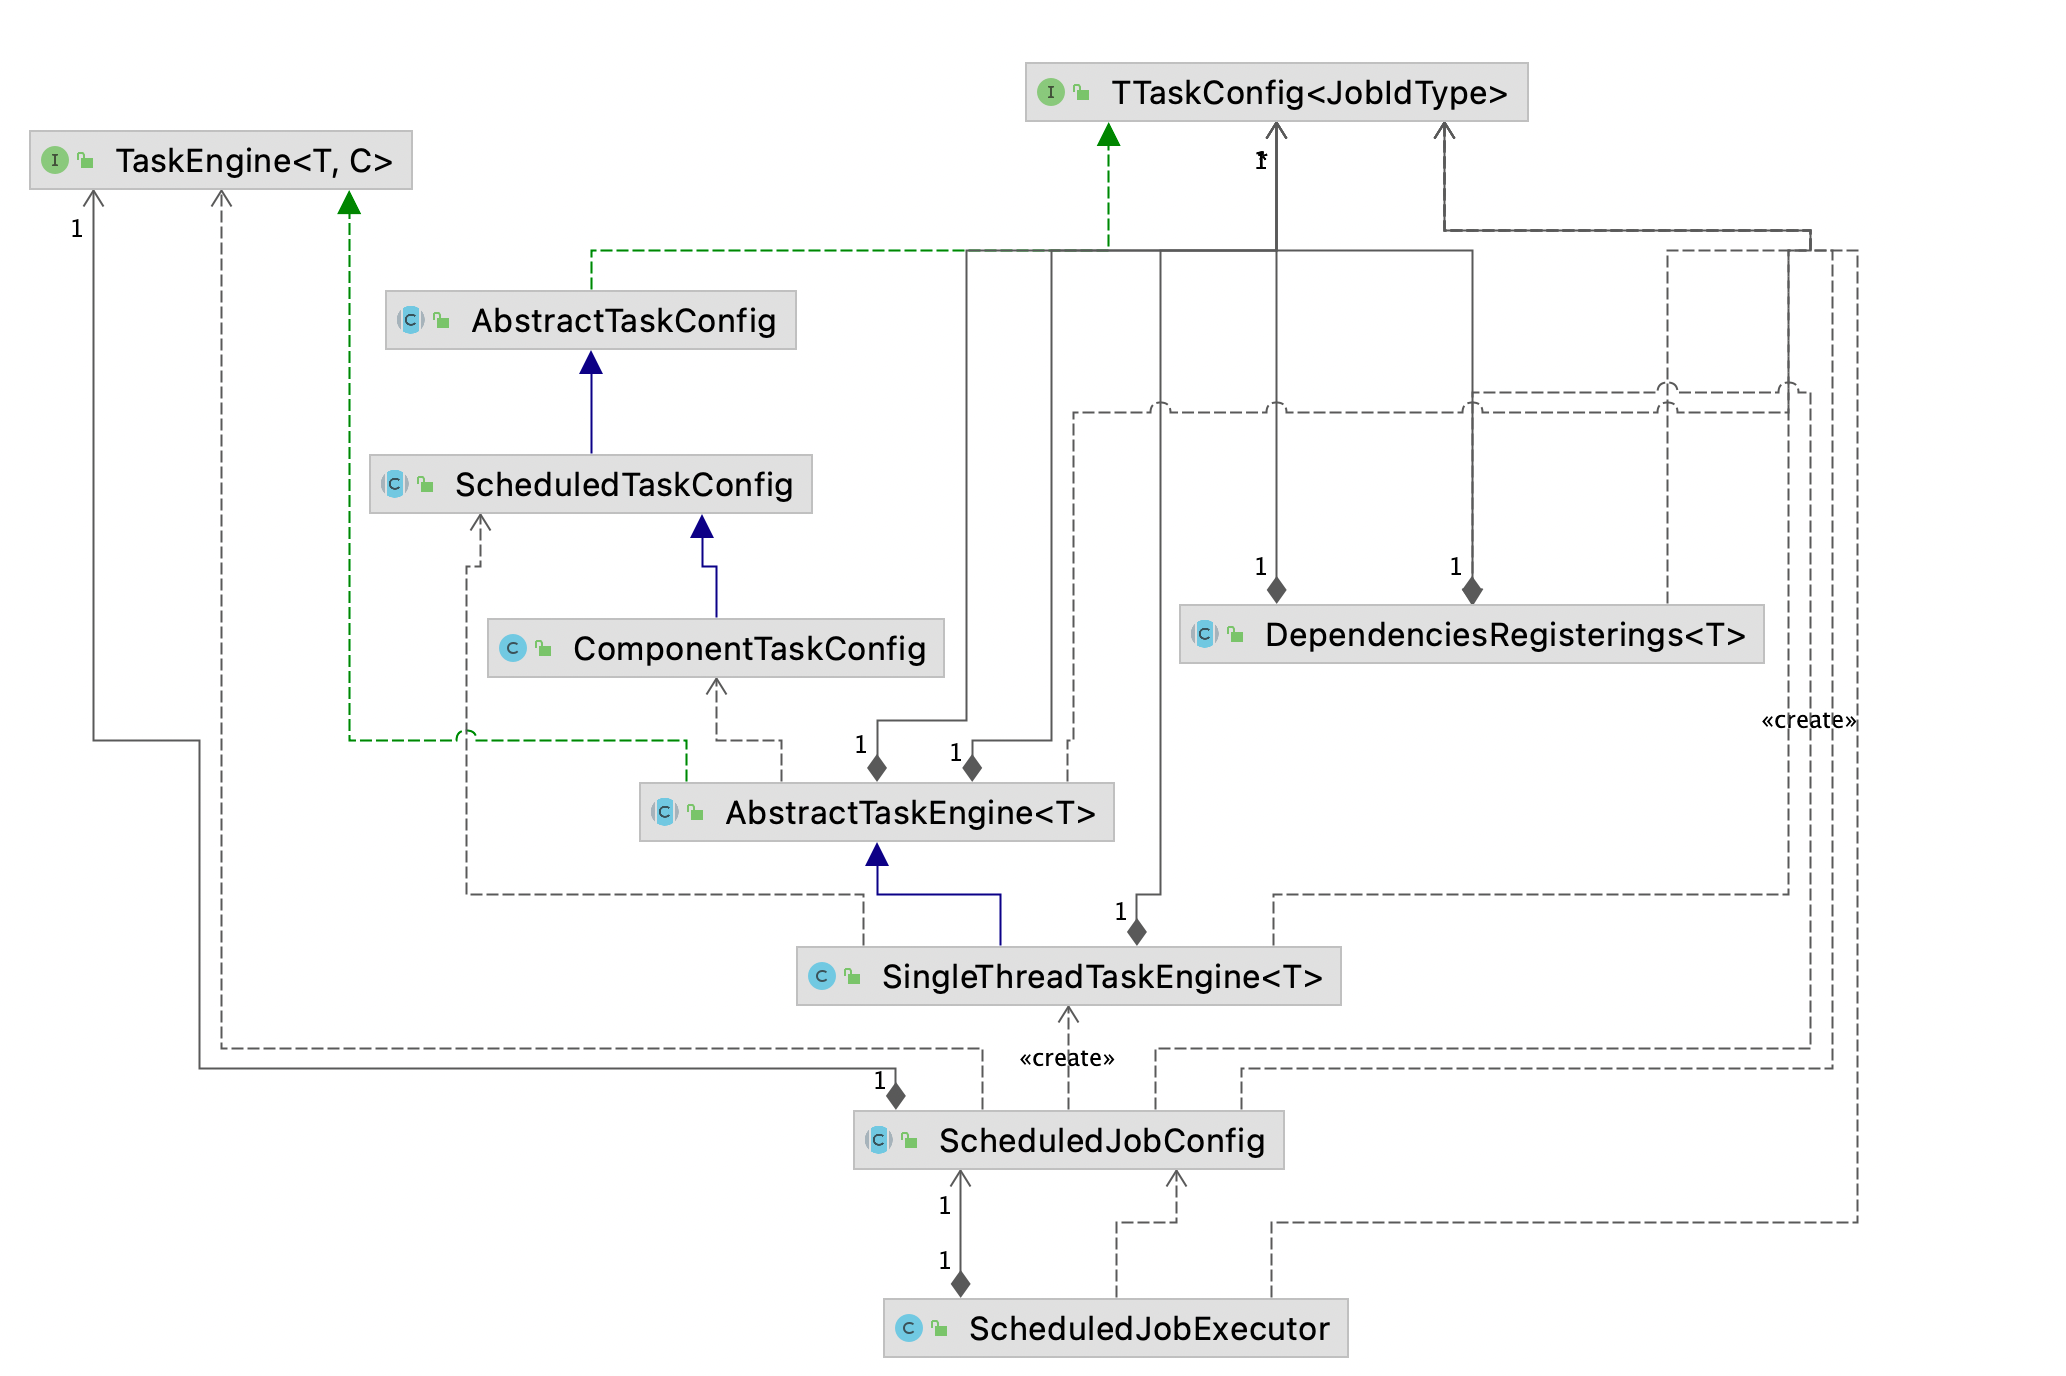 TTaskConfig<JobIdType>
TaskEngine<T, C>
1
1
AbstractTaskConfig
ScheduledTaskConfig
1
1
DependenciesRegisterings<T>
ComponentTaskConfig
«create»
1
1
AbstractTaskEngine<T>
1
SingleThreadTaskEngine<T>
«create»
1
ScheduledJobConfig
1
1
ScheduledJobExecutor